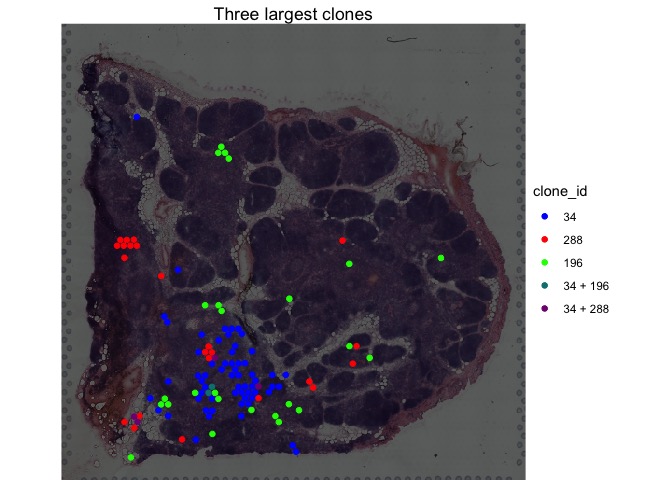 Three largest clones
clone_id
34
288
196
34 + 196
34 + 288